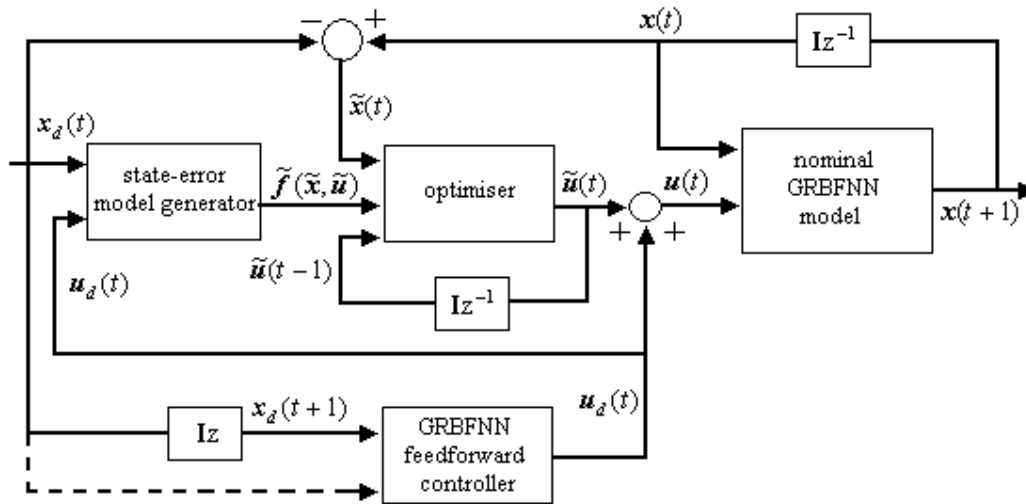 − +
x(t)
Iz⁻¹
x̃(t)
x_d(t)
state-error
model generator
f̃(x̃,ũ)
optimiser
ũ(t)
u(t)
+ +
nominal
GRBFNN
model
x(t+1)
u_d(t)
ũ(t−1)
Iz⁻¹
Iz
x_d(t+1)
GRBFNN
feedforward
controller
u_d(t)